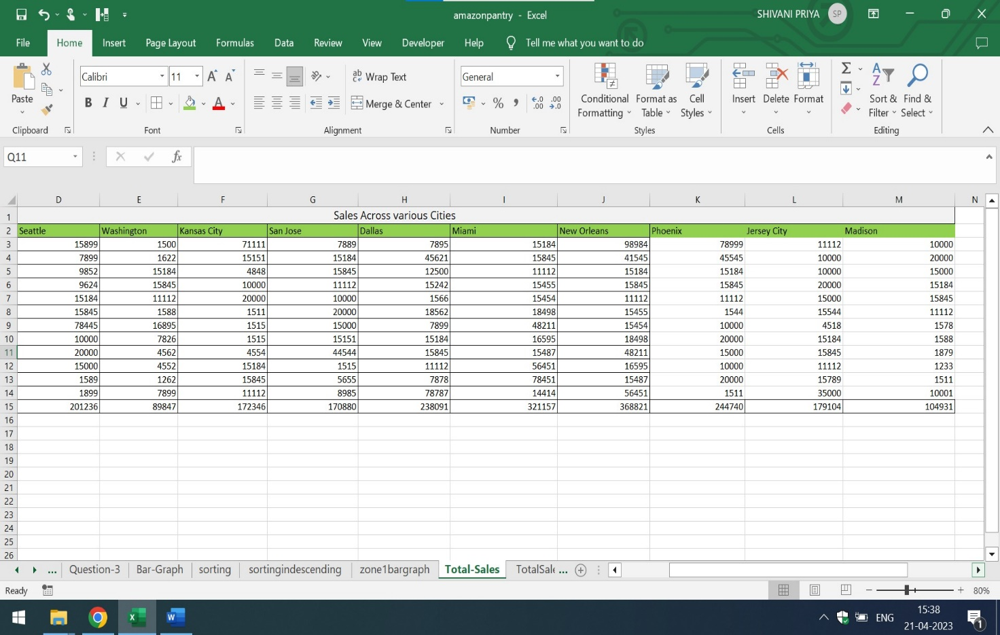 amazonpantry - Excel
SHIVANI PRIYA SP
File Home Insert Page Layout Formulas Data Review View Developer Help Tell me what you want to do
Calibri 11 ab Wrap Text General
Paste Conditional Format as Cell Insert Delete Format Sort & Find &
B I U A Merge & Center % , Formatting Table Styles Filter Select
Clipboard Font Alignment Number Styles Cells Editing
Q11 fx
D E F G H I J K L M N
1 Sales Across various Cities
2 Seattle Washington Kansas City San Jose Dallas Miami New Orleans Phoenix Jersey City Madison
3 15899 1500 71111 7889 7895 15184 98984 78999 11112 10000
4 7899 1622 15151 15184 45621 15845 41545 45545 10000 20000
5 9852 15184 4848 15845 12500 11112 15184 15184 10000 15000
6 9624 15845 10000 11112 15242 15455 15845 15845 20000 15184
7 15184 11112 20000 10000 1566 15454 11112 11112 15000 15845
8 15845 1588 1511 20000 18562 18498 15455 1544 15544 11112
9 78445 16895 1515 15000 7899 48211 15454 10000 4518 1578
10 10000 7826 1515 15151 15184 16595 18498 20000 15184 1588
11 20000 4562 4554 44544 15845 15487 48211 15000 15845 1879
12 15000 4552 15184 1515 11112 56451 16595 10000 11112 1233
13 1589 1262 15845 5655 7878 78451 15487 20000 15789 1511
14 1899 7899 11112 8985 78787 14414 56451 1511 35000 10001
15 201236 89847 172346 170880 238091 321157 368821 244740 179104 104931
16
17
18
19
20
21
22
23
24
25
26
... Question-3 Bar-Graph sorting sortingindescending zone1bargraph Total-Sales TotalSale ...
Ready 80%
ENG 15:38
21-04-2023 1